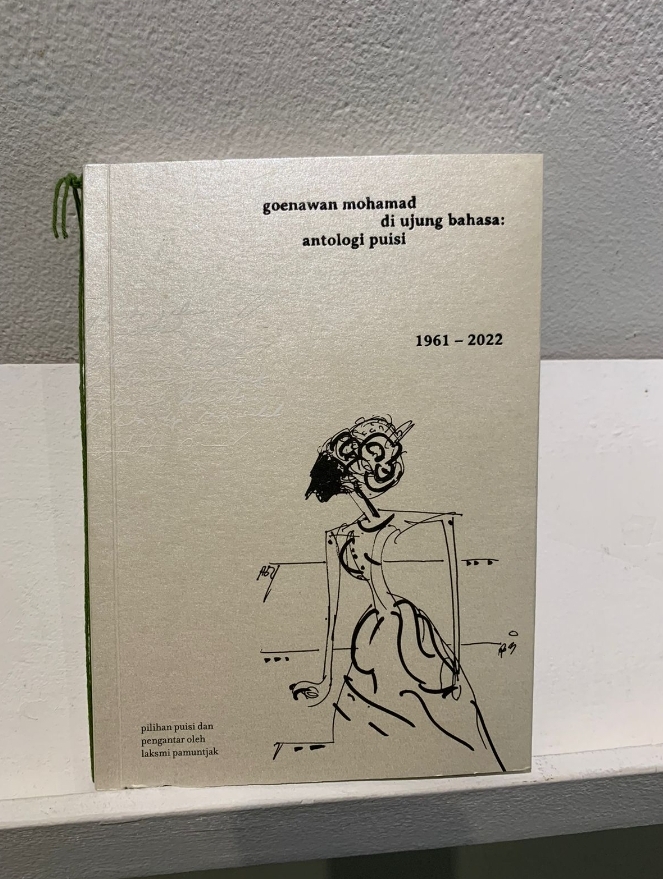 goenawan mohamad
di ujung bahasa:
antologi puisi
1961 – 2022
pilihan puisi dan
pengantar oleh
laksmi pamuntjak